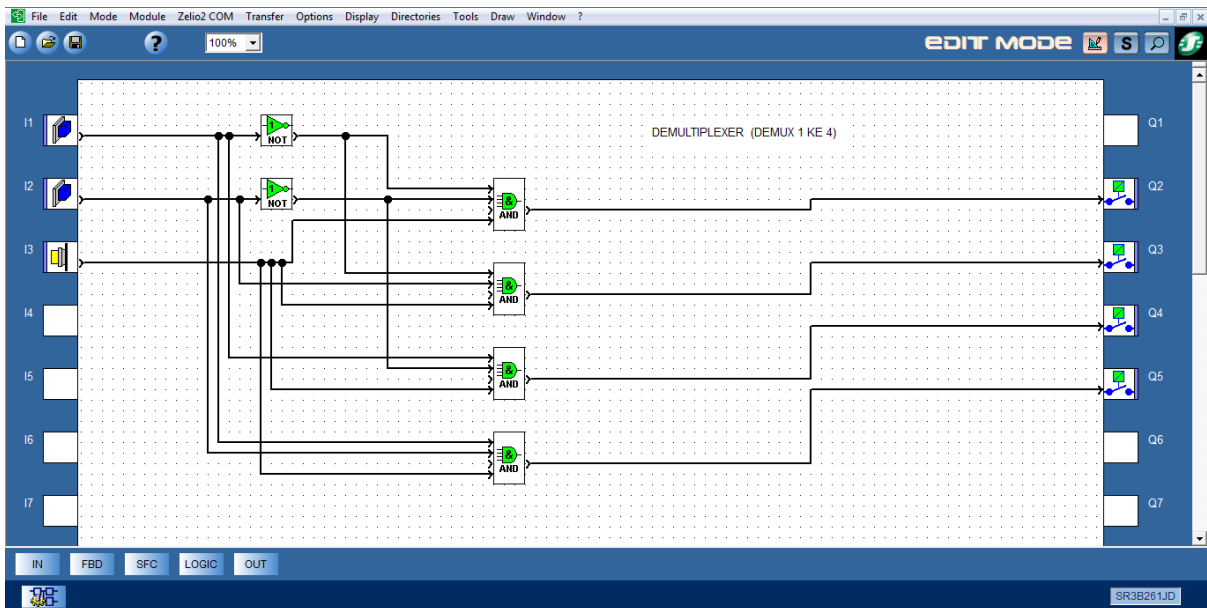 File Edit Mode Module Zelio2 COM Transfer Options Display Directories Tools Draw Window ?
? 100% EDIT MODE S
DEMULTIPLEXER (DEMUX 1 KE 4)
I1 1 NOT Q1
I2 1 NOT & AND Q2
I3 & AND Q3
I4 Q4
I5 & AND Q5
I6 & AND Q6
I7 Q7
IN FBD SFC LOGIC OUT
SR3B261JD